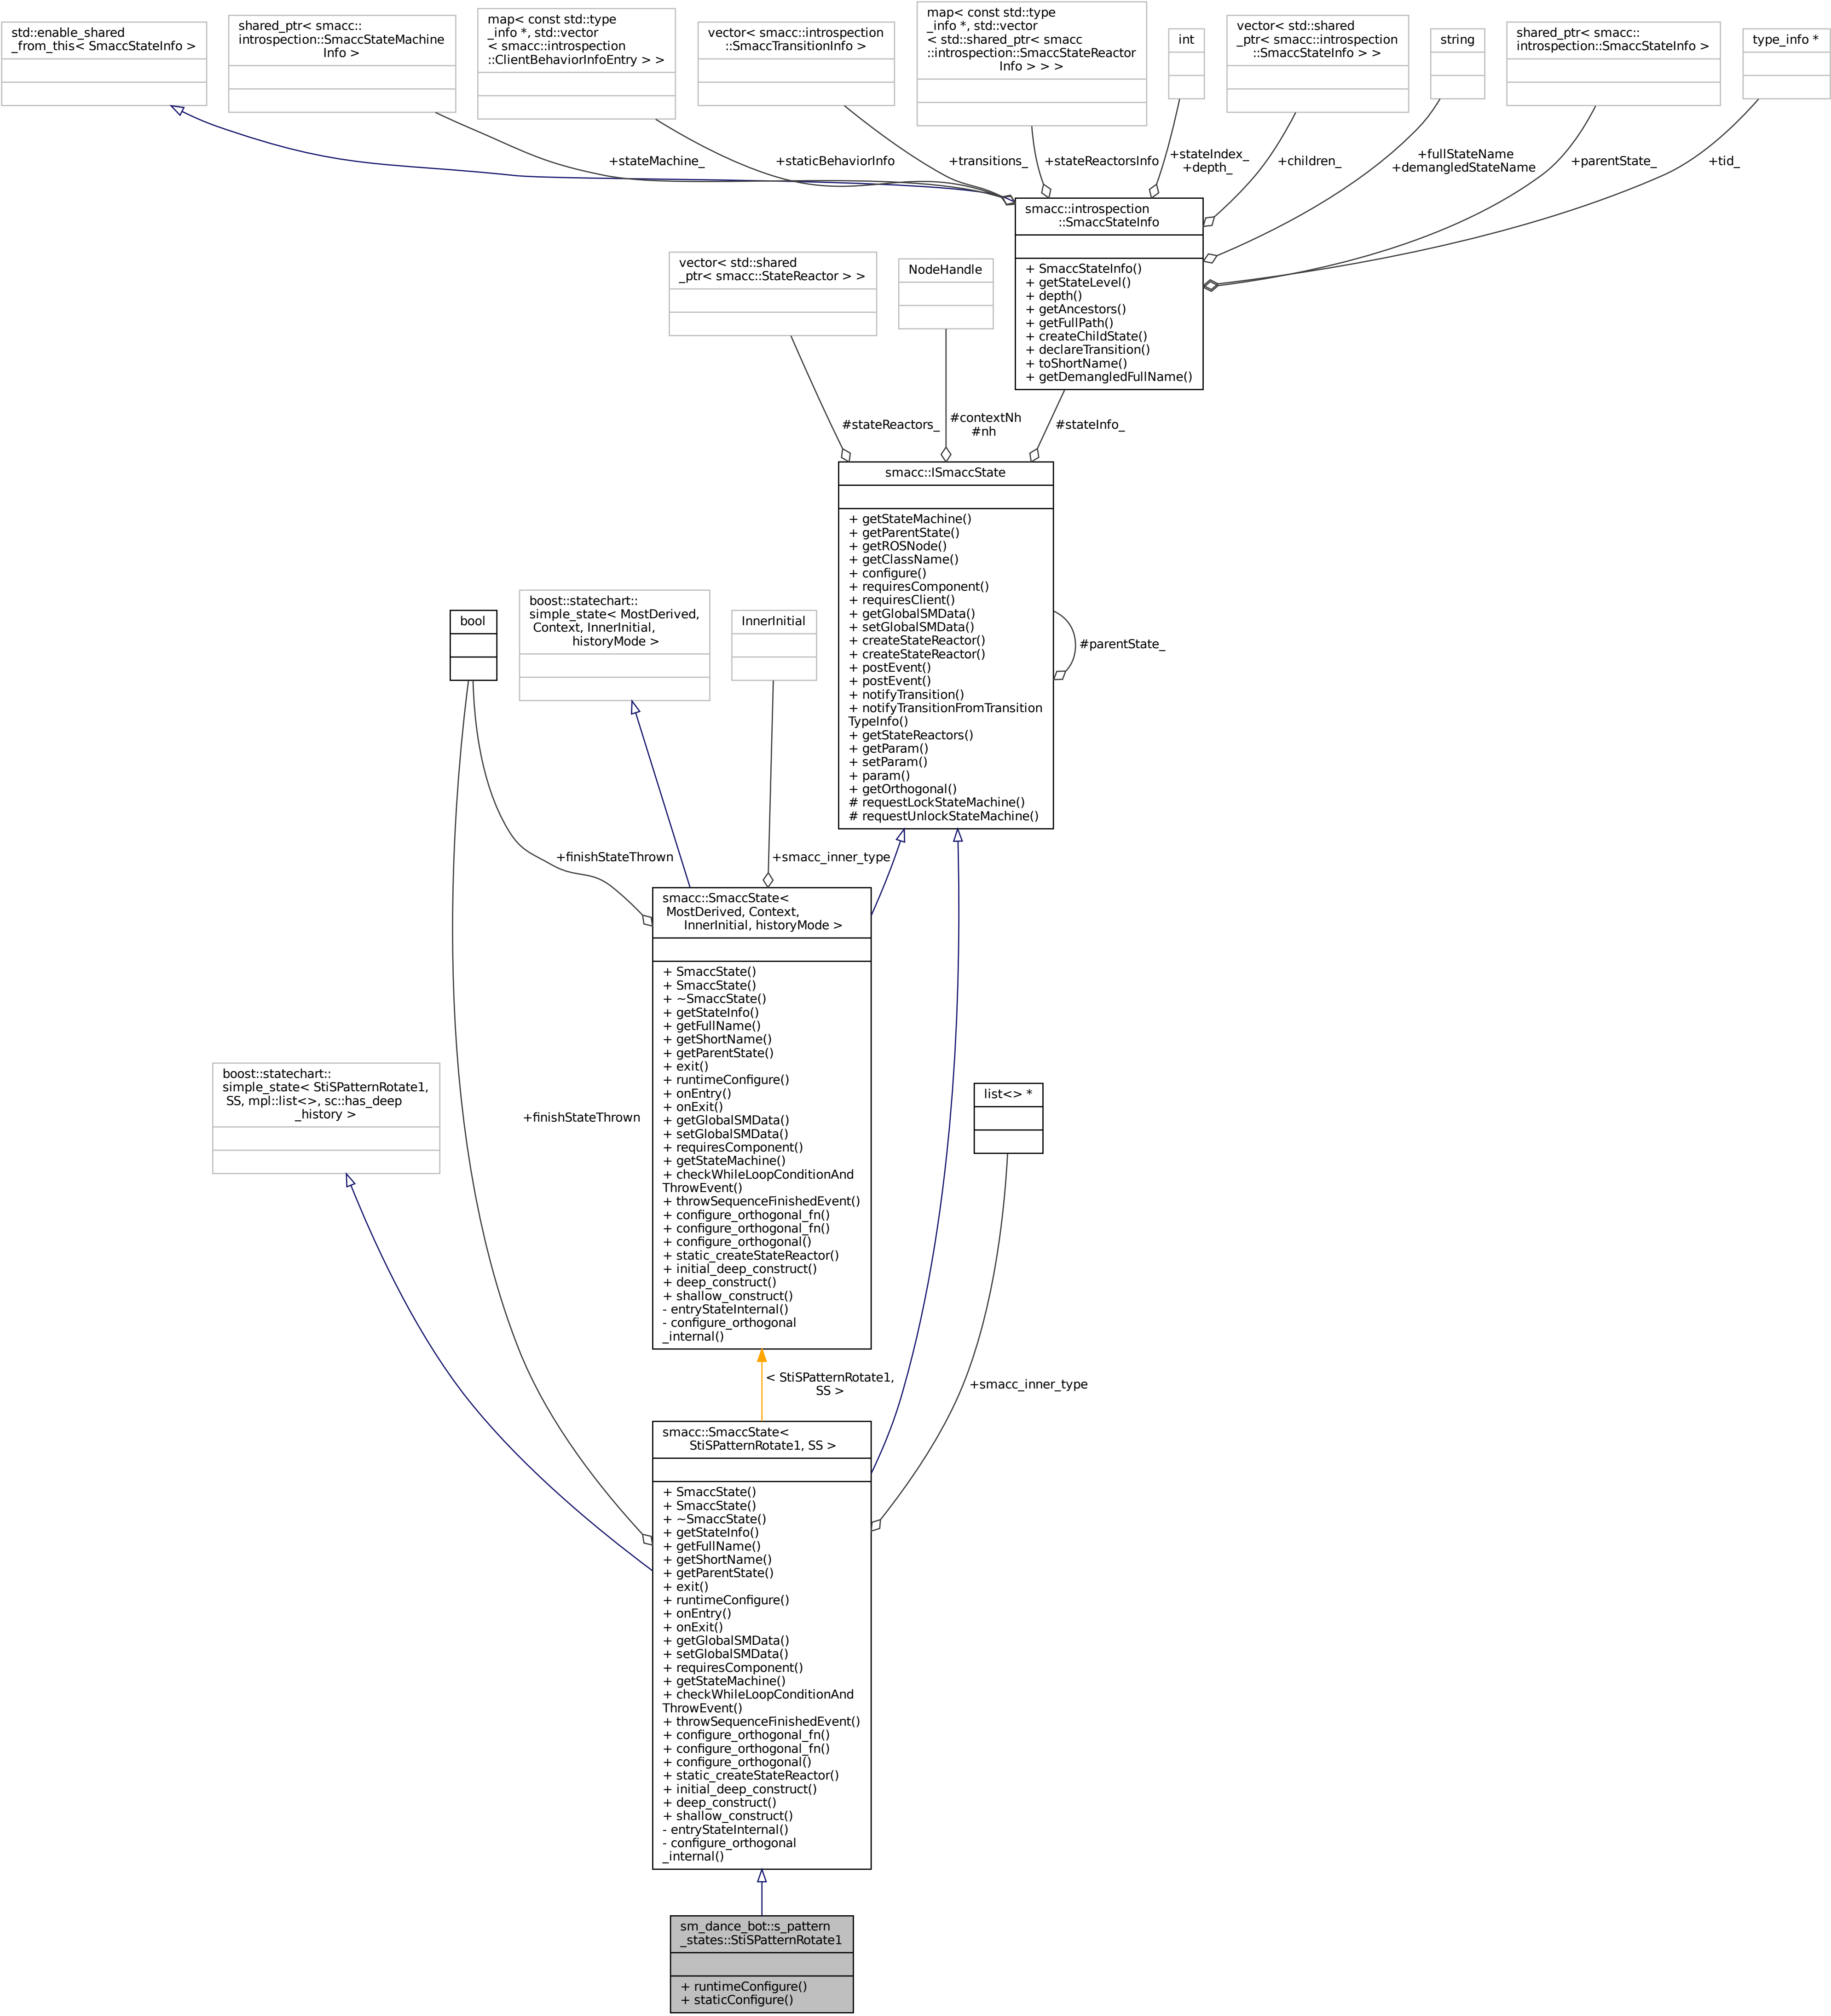 std::enable_shared
_from_this< SmaccStateInfo >
shared_ptr< smacc::
introspection::SmaccStateMachine
Info >
map< const std::type
_info *, std::vector
< smacc::introspection
::ClientBehaviorInfoEntry > >
vector< smacc::introspection
::SmaccTransitionInfo >
map< const std::type
_info *, std::vector
< std::shared_ptr< smacc
::introspection::SmaccStateReactor
Info > > >
int
vector< std::shared
_ptr< smacc::introspection
::SmaccStateInfo > >
string
shared_ptr< smacc::
introspection::SmaccStateInfo >
type_info *
+stateMachine_
+staticBehaviorInfo
+transitions_
+stateReactorsInfo
+stateIndex_
+depth_
+children_
+fullStateName
+demangledStateName
+parentState_
+tid_
smacc::introspection
::SmaccStateInfo
+ SmaccStateInfo()
+ getStateLevel()
+ depth()
+ getAncestors()
+ getFullPath()
+ createChildState()
+ declareTransition()
+ toShortName()
+ getDemangledFullName()
vector< std::shared
_ptr< smacc::StateReactor > >
NodeHandle
#stateReactors_
#contextNh
#nh
#stateInfo_
smacc::ISmaccState
+ getStateMachine()
+ getParentState()
+ getROSNode()
+ getClassName()
+ configure()
+ requiresComponent()
+ requiresClient()
+ getGlobalSMData()
+ setGlobalSMData()
+ createStateReactor()
+ createStateReactor()
+ postEvent()
+ postEvent()
+ notifyTransition()
+ notifyTransitionFromTransition
TypeInfo()
+ getStateReactors()
+ getParam()
+ setParam()
+ param()
+ getOrthogonal()
# requestLockStateMachine()
# requestUnlockStateMachine()
#parentState_
bool
boost::statechart::
simple_state< MostDerived,
Context, InnerInitial,
historyMode >
InnerInitial
+finishStateThrown
+smacc_inner_type
smacc::SmaccState<
MostDerived, Context,
InnerInitial, historyMode >
+ SmaccState()
+ SmaccState()
+ ~SmaccState()
+ getStateInfo()
+ getFullName()
+ getShortName()
+ getParentState()
+ exit()
+ runtimeConfigure()
+ onEntry()
+ onExit()
+ getGlobalSMData()
+ setGlobalSMData()
+ requiresComponent()
+ getStateMachine()
+ checkWhileLoopConditionAnd
ThrowEvent()
+ throwSequenceFinishedEvent()
+ configure_orthogonal_fn()
+ configure_orthogonal_fn()
+ configure_orthogonal()
+ static_createStateReactor()
+ initial_deep_construct()
+ deep_construct()
+ shallow_construct()
- entryStateInternal()
- configure_orthogonal
_internal()
boost::statechart::
simple_state< StiSPatternRotate1,
SS, mpl::list<>, sc::has_deep
_history >
+finishStateThrown
list<> *
< StiSPatternRotate1,
SS >
+smacc_inner_type
smacc::SmaccState<
StiSPatternRotate1, SS >
+ SmaccState()
+ SmaccState()
+ ~SmaccState()
+ getStateInfo()
+ getFullName()
+ getShortName()
+ getParentState()
+ exit()
+ runtimeConfigure()
+ onEntry()
+ onExit()
+ getGlobalSMData()
+ setGlobalSMData()
+ requiresComponent()
+ getStateMachine()
+ checkWhileLoopConditionAnd
ThrowEvent()
+ throwSequenceFinishedEvent()
+ configure_orthogonal_fn()
+ configure_orthogonal_fn()
+ configure_orthogonal()
+ static_createStateReactor()
+ initial_deep_construct()
+ deep_construct()
+ shallow_construct()
- entryStateInternal()
- configure_orthogonal
_internal()
sm_dance_bot::s_pattern
_states::StiSPatternRotate1
+ runtimeConfigure()
+ staticConfigure()